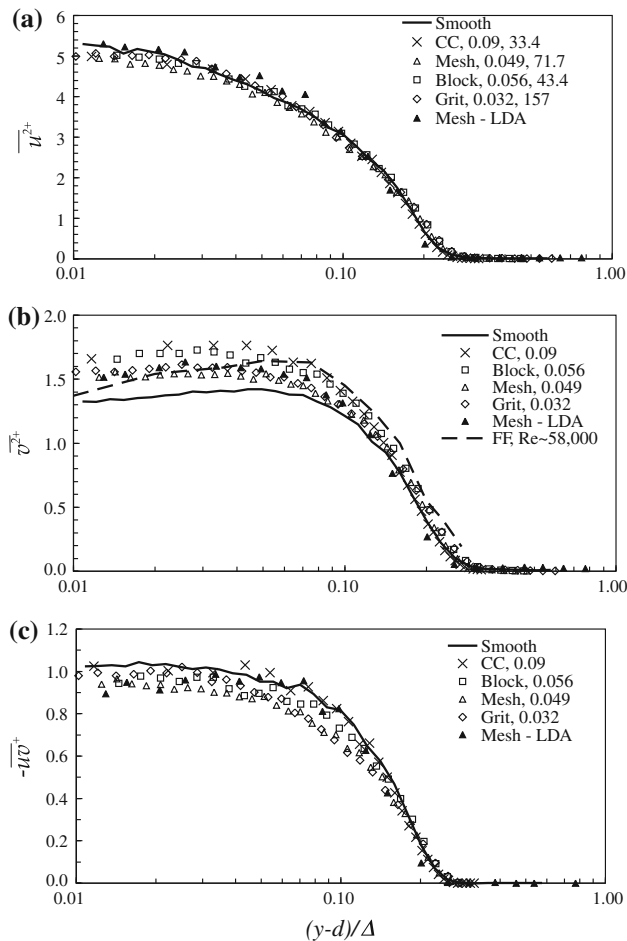 (a)
6
5
4
3
2
1
0
u²⁺
Smooth
CC, 0.09, 33.4
Mesh, 0.049, 71.7
Block, 0.056, 43.4
Grit, 0.032, 157
Mesh - LDA
0.01
0.10
1.00
(b)
2.0
1.5
1.0
0.5
0.0
v²⁺
Smooth
CC, 0.09
Block, 0.056
Mesh, 0.049
Grit, 0.032
Mesh - LDA
FF, Re~58,000
0.01
0.10
1.00
(c)
1.2
1.0
0.8
0.6
0.4
0.2
0.0
-uv⁺
Smooth
CC, 0.09
Block, 0.056
Mesh, 0.049
Grit, 0.032
Mesh - LDA
0.01
0.10
1.00
(y-d)/Δ